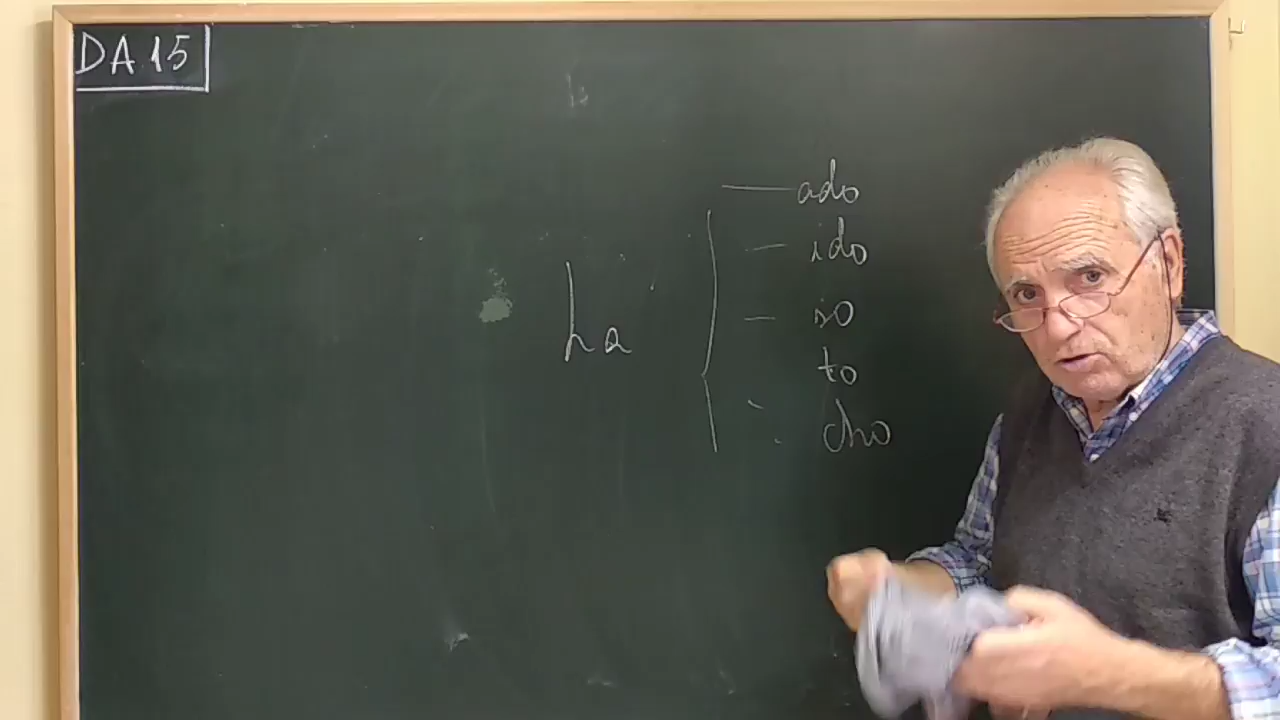 DA.15
— ado
— ido
ha
— so
to
cho